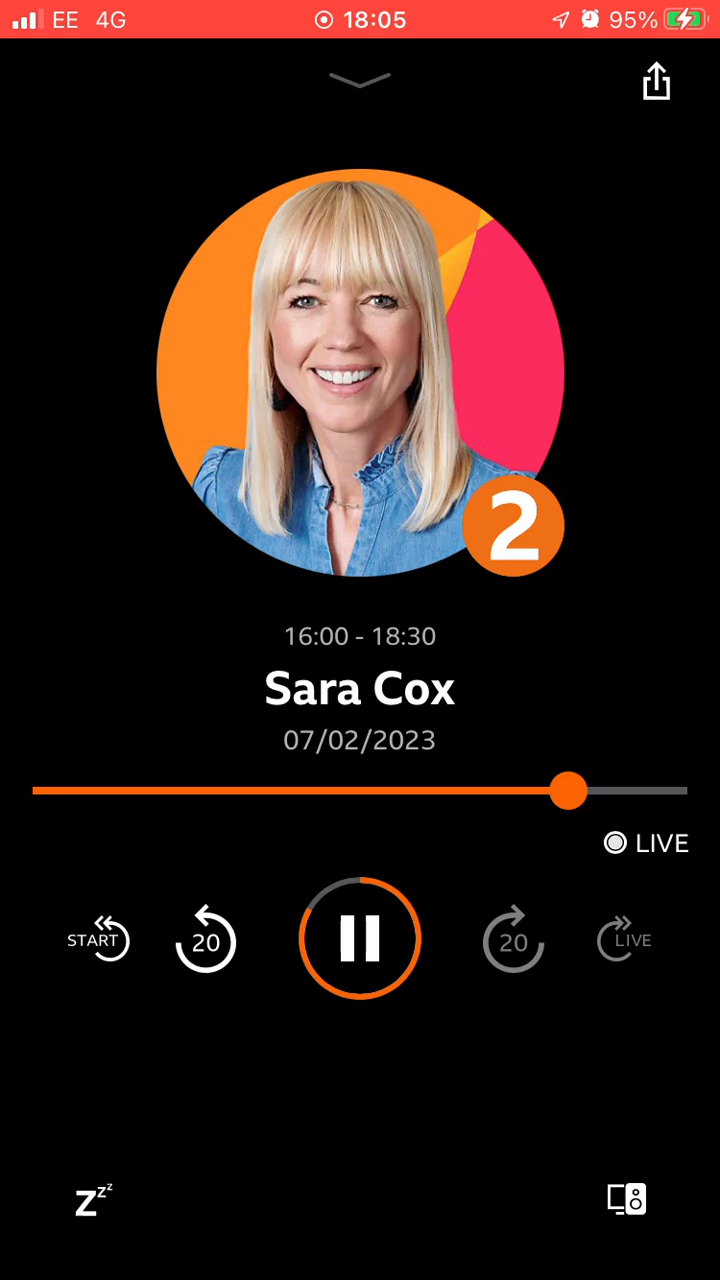 EE 4G 18:05 95%
2
16:00 - 18:30
Sara Cox
07/02/2023
LIVE
START 20 20 LIVE
Zzz